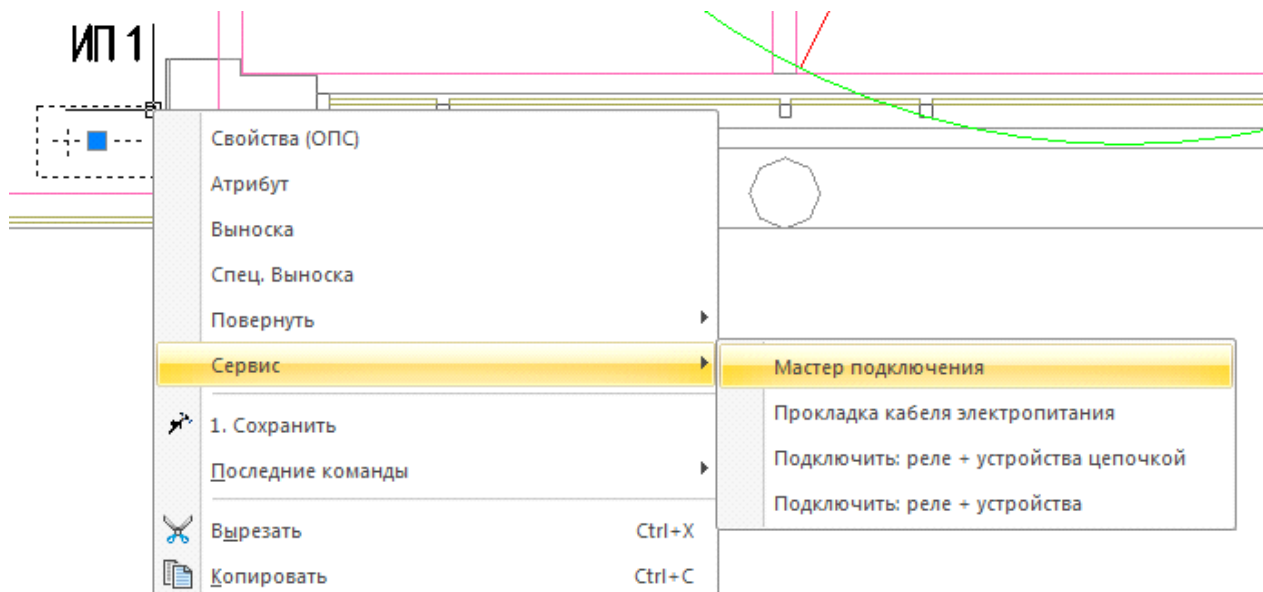 ИП 1
Свойства (ОПС)
Атрибут
Выноска
Спец. Выноска
Повернуть
Сервис
Мастер подключения
Прокладка кабеля электропитания
Подключить: реле + устройства цепочкой
Подключить: реле + устройства
1. Сохранить
Последние команды
Вырезать Ctrl+X
Копировать Ctrl+C